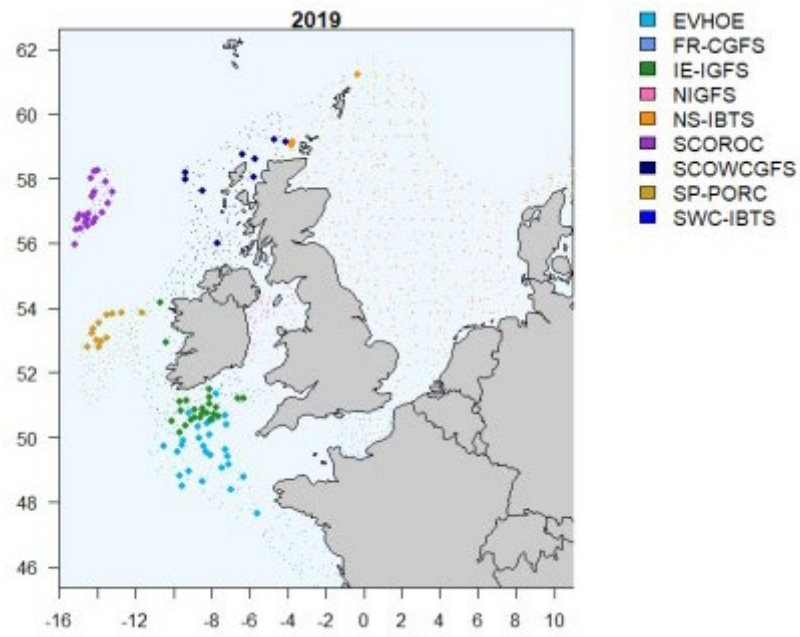 2019
62
60
58
56
54
52
50
48
46
-16
-12
-8
-6
-4
-2
0
2
4
6
8
10
EVHOE
FR-CGFS
IE-IGFS
NIGFS
NS-IBTS
SCOROC
SCOWCGFS
SP-PORC
SWC-IBTS